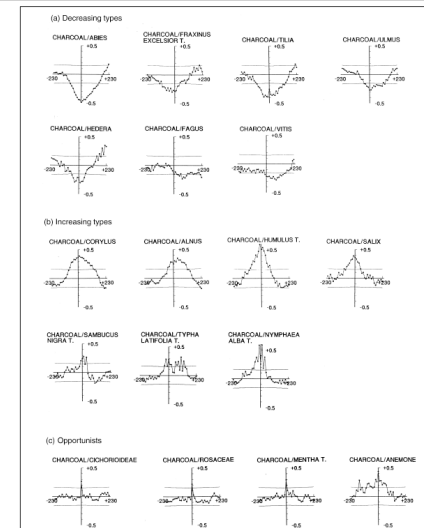 (a) Decreasing types
CHARCOAL/ABIES
+0.5
-230
+230
-0.5
CHARCOAL/FRAXINUS
EXCELSIOR T.
+0.5
-230
+230
-0.5
CHARCOAL/TILIA
+0.5
-230
+230
-0.5
CHARCOAL/ULMUS
+0.5
-230
+230
-0.5
CHARCOAL/HEDERA
+0.5
-230
+230
-0.5
CHARCOAL/FAGUS
+0.5
-230
+230
-0.5
CHARCOAL/VITIS
+0.5
-230
+230
-0.5
(b) Increasing types
CHARCOAL/CORYLUS
+0.5
-230
+230
-0.5
CHARCOAL/ALNUS
+0.5
-230
+230
-0.5
CHARCOAL/HUMULUS T.
+0.5
-230
+230
-0.5
CHARCOAL/SALIX
+0.5
-230
+230
-0.5
CHARCOAL/SAMBUCUS
NIGRA T.
+0.5
-230
+230
-0.5
CHARCOAL/TYPHA
LATIFOLIA T.
+0.5
-230
+230
-0.5
CHARCOAL/NYMPHAEA
ALBA T.
+0.5
-230
+230
-0.5
(c) Opportunists
CHARCOAL/CICHORIOIDEAE
+0.5
-230
+230
-0.5
CHARCOAL/ROSACEAE
+0.5
-230
+230
-0.5
CHARCOAL/MENTHA T.
+0.5
-230
+230
-0.5
CHARCOAL/ANEMONE
+0.5
-230
+230
-0.5